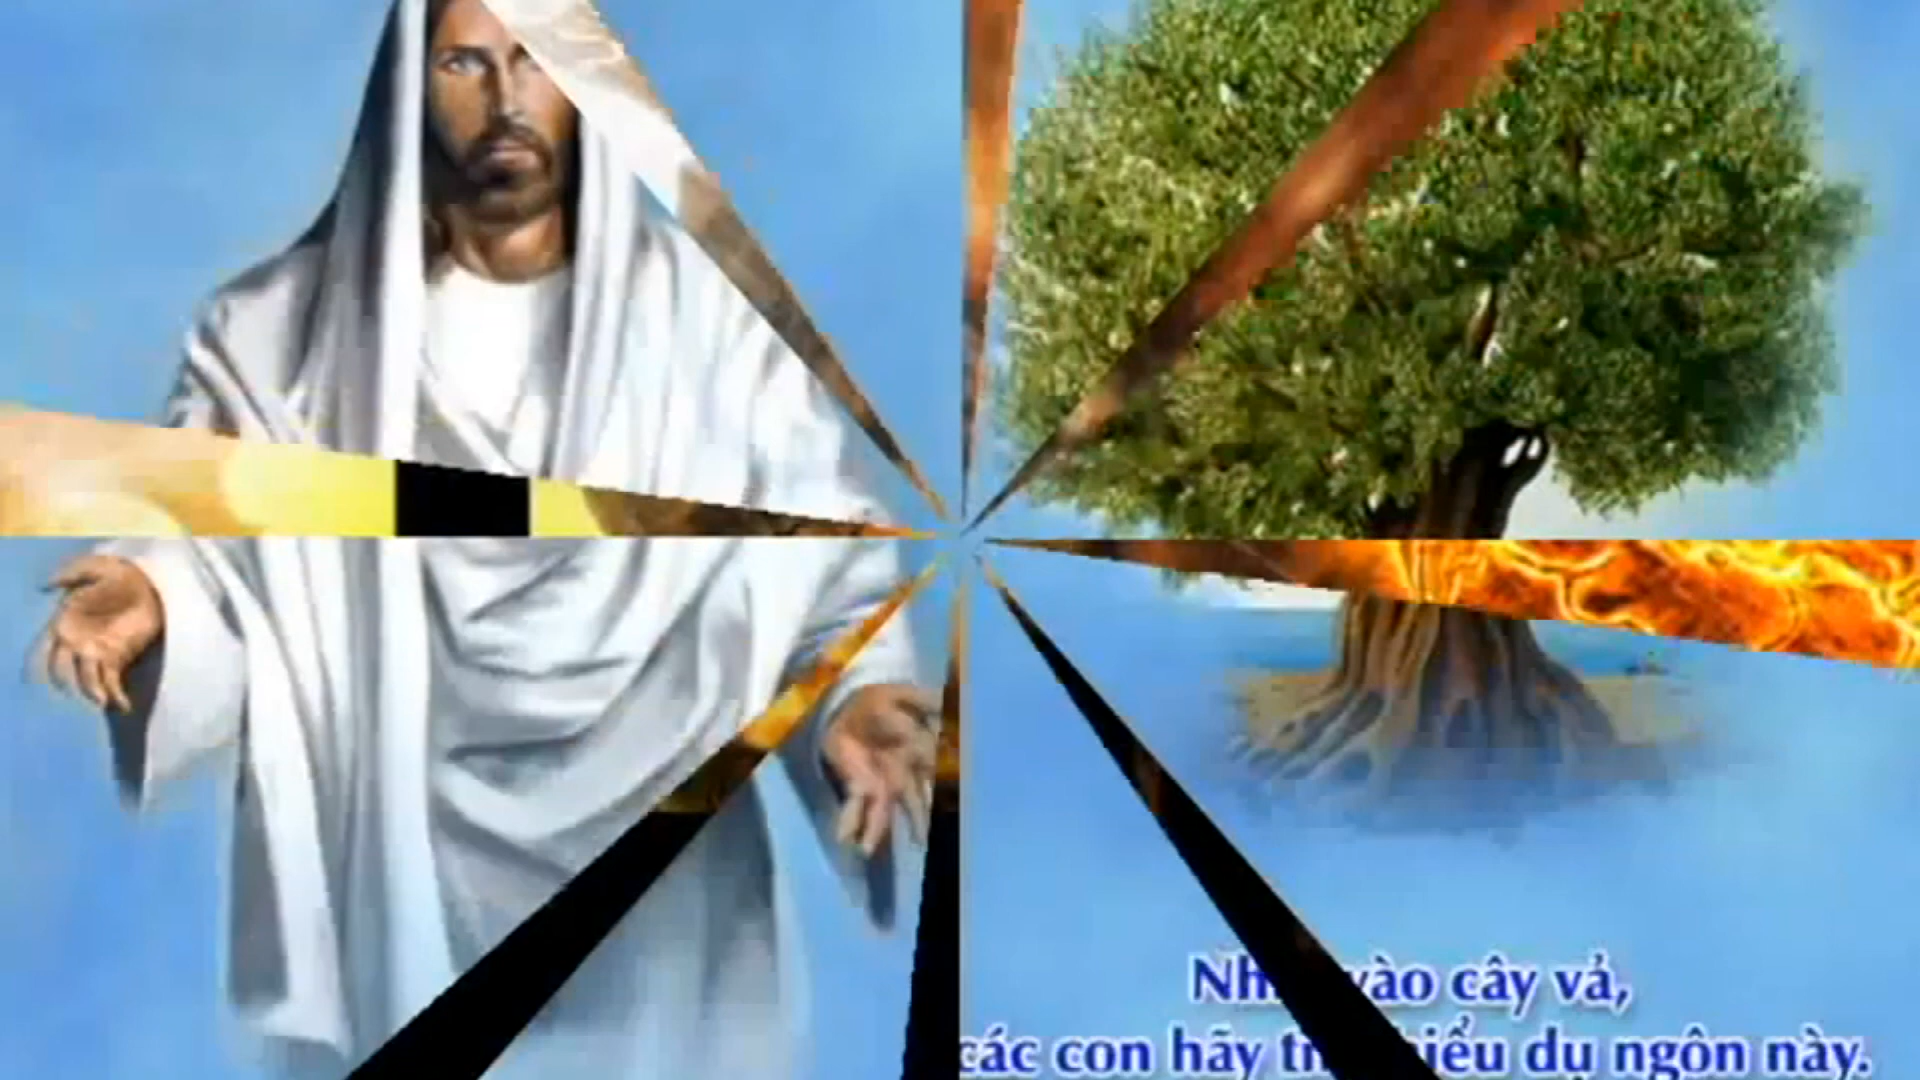 vào cây vả,
các con hãy dụ ngôn này.